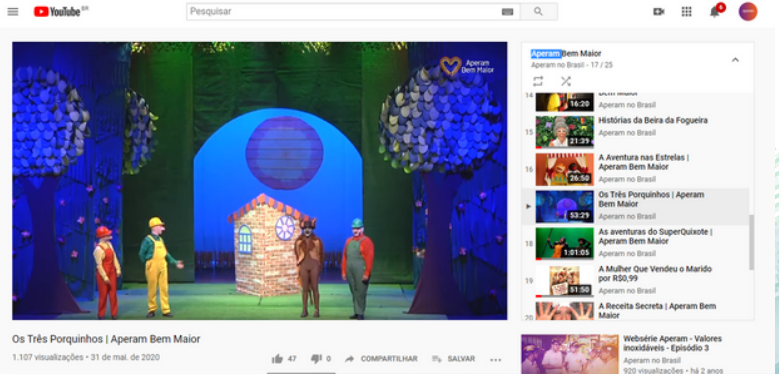 YouTube BR
Pesquisar
6
Aperam
Bem Maior
Aperam Bem Maior
Aperam no Brasil - 17 / 25
14
Bem Maior
Aperam no Brasil
16:20
15
Histórias da Beira da Fogueira
Aperam no Brasil
21:39
16
A Aventura nas Estrelas |
Aperam Bem Maior
Aperam no Brasil
26:50
Os Três Porquinhos | Aperam
Bem Maior
Aperam no Brasil
53:29
18
As aventuras do SuperQuixote |
Aperam Bem Maior
Aperam no Brasil
1:01:05
19
A Mulher Que Vendeu o Marido
por R$0,99
Aperam no Brasil
51:50
20
A Receita Secreta | Aperam Bem
Maior
Os Três Porquinhos | Aperam Bem Maior
1.107 visualizações • 31 de mai. de 2020
47
0
COMPARTILHAR
SALVAR
Websérie Aperam - Valores
inoxidáveis - Episódio 3
Aperam no Brasil
920 visualizações • há 2 anos